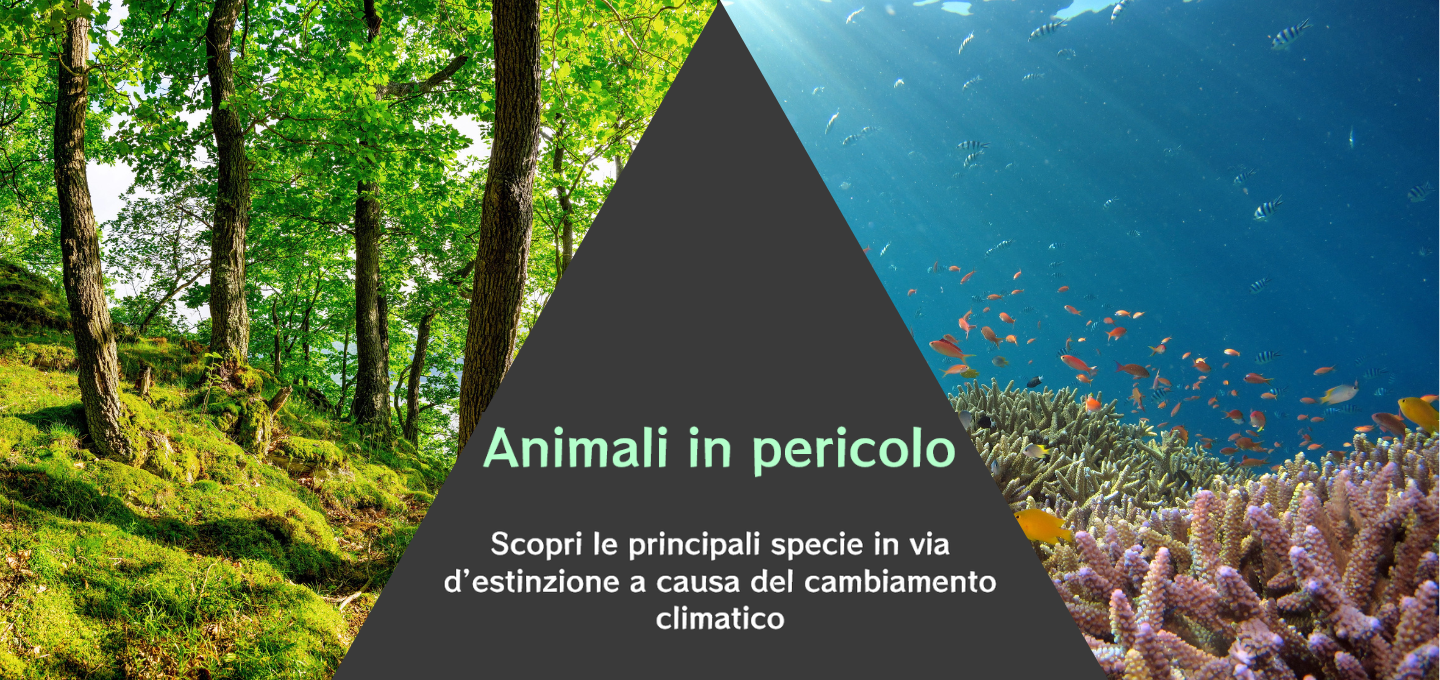 Animali in pericolo
Scopri le principali specie in via
d’estinzione a causa del cambiamento
climatico